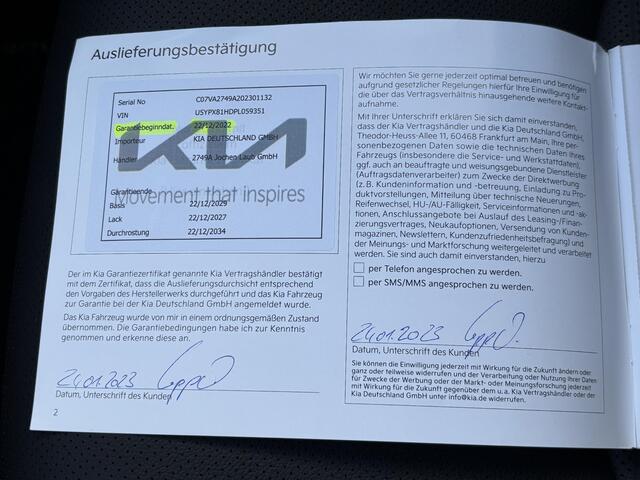 Auslieferungsbestätigung
Serial No C07VA2749A202301132
VIN U5YPX81HDPL059351
Garantiebeginndat. 22/12/2022
Importeur KIA DEUTSCHLAND GMBH
Händler 2749A Jochen Laub GmbH
KIA
Movement that inspires
Garantieende
Basis 22/12/2029
Lack 22/12/2027
Durchrostung 22/12/2034
Der im Kia Garantiezertifikat genannte Kia Vertragshändler bestätigt
mit dem Zertifikat, dass die Auslieferungsdurchsicht entsprechend
den Vorgaben des Herstellerwerks durchgeführt und das Kia Fahrzeug
zur Garantie bei der Kia Deutschland GmbH angemeldet wurde.
Das Kia Fahrzeug wurde von mir in einem ordnungsgemäßen Zustand
übernommen. Die Garantiebedingungen habe ich zur Kenntnis
genommen und erkenne diese an.
24.01.2023
Datum, Unterschrift des Kunden
2
Wir möchten Sie gerne jederzeit optimal betreuen und benötigen
aufgrund gesetzlicher Regelungen hierfür Ihre Einwilligung für
die über das Vertragsverhältnis hinausgehende weitere Kontakt-
aufnahme.
Mit Ihrer Unterschrift erklären Sie sich damit einverstanden,
dass der Kia Vertragshändler und die Kia Deutschland GmbH,
Theodor-Heuss-Allee 11, 60468 Frankfurt am Main, Ihre per-
sonenbezogenen Daten sowie die technischen Daten ihres
Fahrzeugs (insbesondere die Service- und Werkstattdaten),
ggf. auch an beauftragte und weisungsgebundene Dienstleister
(Auftragsdatenverarbeiter) zum Zwecke der Direktwerbung
(z.B. Kundeninformation und -betreuung, Einladung zu Pro-
duktvorstellungen, Mitteilung über technische Neuerungen,
Reifenwechsel, HU-/AU-Fälligkeit, Serviceinformationen und -ak-
tionen, Anschlussangebote bei Auslauf des Leasing-/Finan-
zierungsvertrages, Neukaufoptionen, Versendung von Kunden-
magazinen, Newslettern, Kundenzufriedenheitsbefragung) und
der Meinungs- und Marktforschung weitergeleitet und verarbeitet
werden. Sie sind auch damit einverstanden, hierzu
per Telefon angesprochen zu werden.
per SMS/MMS angesprochen zu werden.
24.01.2023
Datum, Unterschrift des Kunden
Sie können die Einwilligung jederzeit mit Wirkung für die Zukunft ändern oder
ganz oder teilweise widerrufen und der Verarbeitung oder Nutzung ihrer Daten
für Zwecke der Werbung oder der Markt- oder Meinungsforschung jederzeit
mit Wirkung für die Zukunft gegenüber dem u. a. Kia Vertragshändler oder der
Kia Deutschland GmbH unter info@kia.de widerrufen.